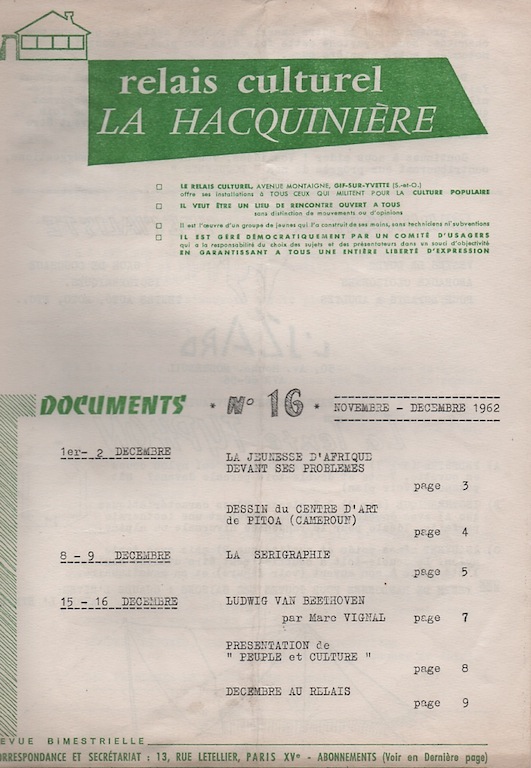 relais culturel
LA HACQUINIÈRE
LE RELAIS CULTUREL, AVENUE MONTAIGNE, GIF-SUR-YVETTE (S.-et-O.)
offre ses installations à TOUS CEUX QUI MILITENT POUR LA CULTURE POPULAIRE
IL VEUT ÊTRE UN LIEU DE RENCONTRE OUVERT A TOUS
sans distinction de mouvements ou d'opinions
Il est l'œuvre d'un groupe de jeunes qui l'a construit de ses mains, sans techniciens ni subventions
IL EST GÉRÉ DÉMOCRATIQUEMENT PAR UN COMITÉ D'USAGERS
qui a la responsabilité du choix des sujets et des présentateurs dans un souci d'objectivité
EN GARANTISSANT A TOUS UNE ENTIÈRE LIBERTÉ D'EXPRESSION
DOCUMENTS * N° 16 * NOVEMBRE - DECEMBRE 1962
1er- 2 DECEMBRE LA JEUNESSE D'AFRIQUE
DEVANT SES PROBLEMES
page 3
DESSIN du CENTRE D'ART
de PITOA (CAMEROUN)
page 4
8 - 9 DECEMBRE LA SERIGRAPHIE
page 5
15 - 16 DECEMBRE LUDWIG VAN BEETHOVEN
par Marc VIGNAL page 7
PRESENTATION de
" PEUPLE et CULTURE "
page 8
DECEMBRE AU RELAIS
page 9
EVUE BIMESTRIELLE
ORRESPONDANCE ET SECRÉTARIAT : 13, RUE LETELLIER, PARIS XVe - ABONNEMENTS (Voir en Dernière page)